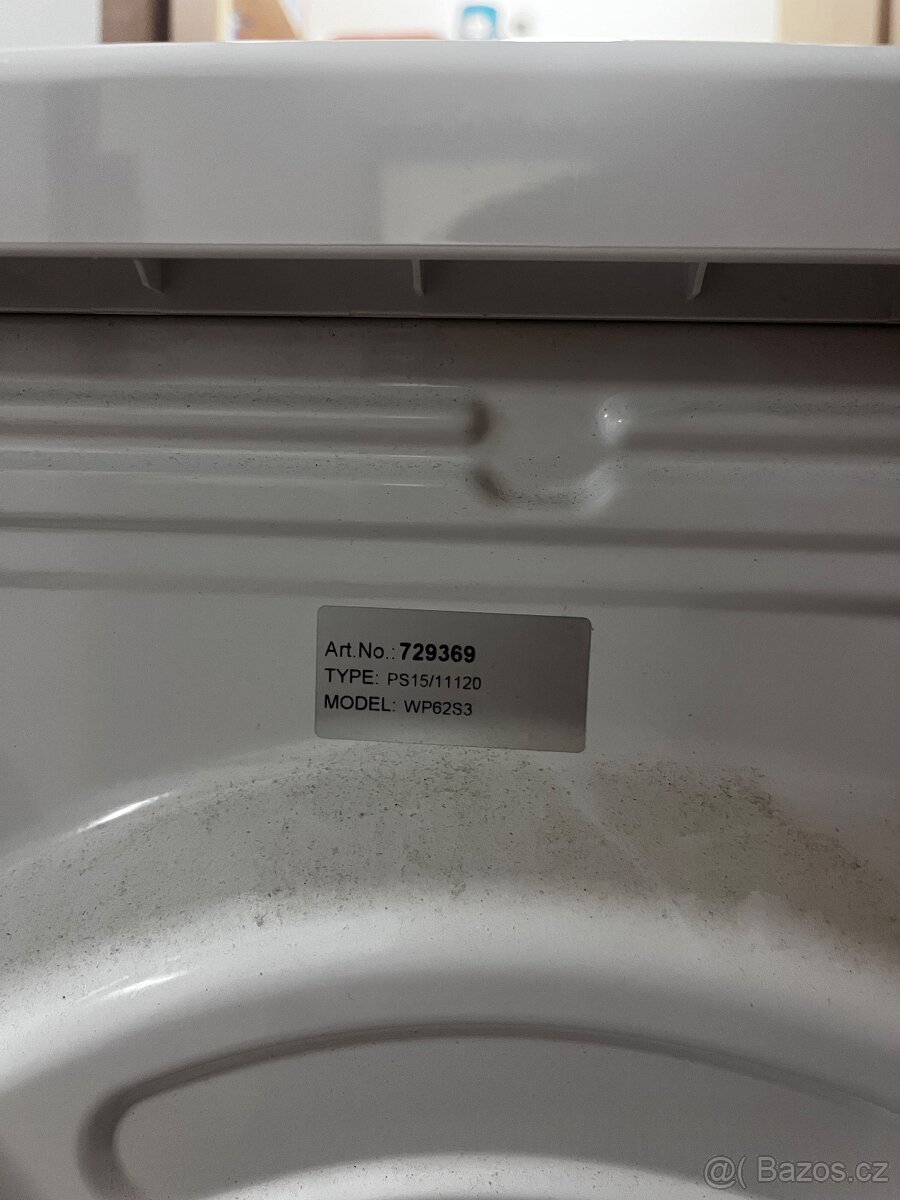 Art.No.: 729369
TYPE: PS15/11120
MODEL: WP62S3
@( Bazos.cz